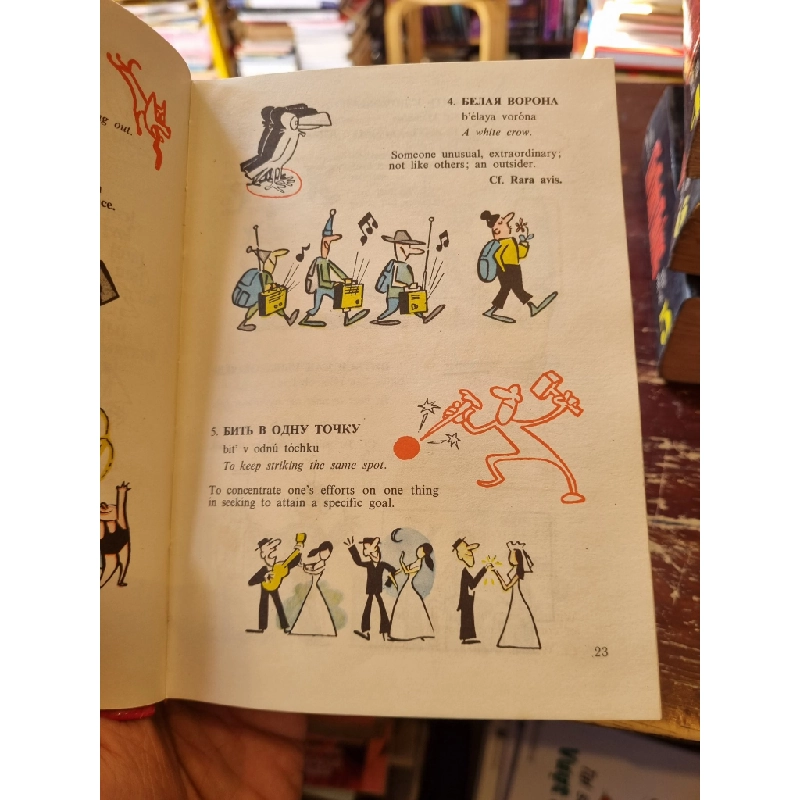 g out.
ce.
4. БЕЛАЯ ВОРОНА
b'élaya voróna
A white crow.
Someone unusual, extraordinary;
not like others; an outsider.
Cf. Rara avis.
5. БИТЬ В ОДНУ ТОЧКУ
bit' v odnú tóchku
To keep striking the same spot.
To concentrate one's efforts on one thing
in seeking to attain a specific goal.
23